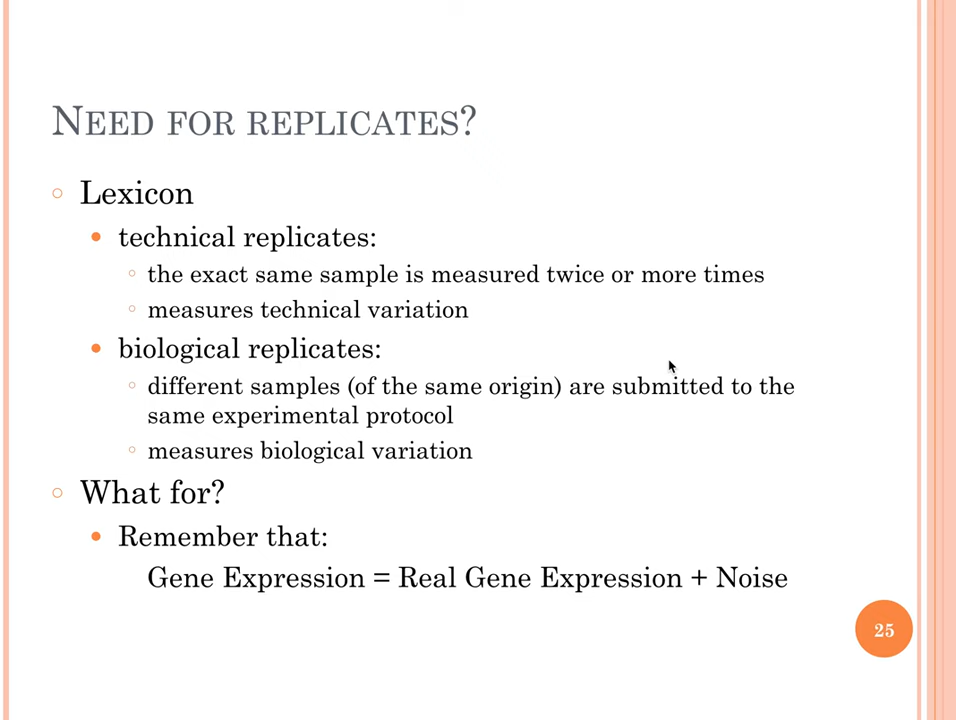 NEED FOR REPLICATES?
Lexicon
technical replicates:
the exact same sample is measured twice or more times
measures technical variation
biological replicates:
different samples (of the same origin) are submitted to the
same experimental protocol
measures biological variation
What for?
Remember that:
Gene Expression = Real Gene Expression + Noise
25